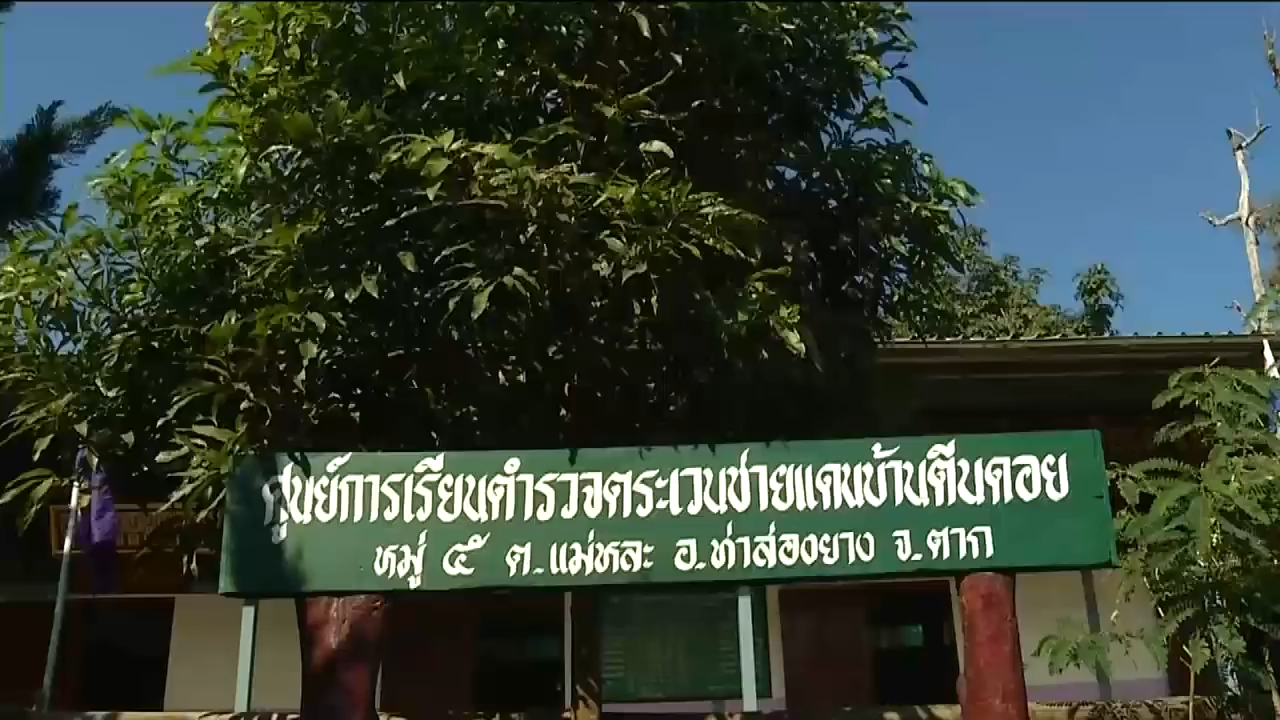 ศูนย์การเรียนตำรวจตระเวนชายแดนบ้านตีนดอย
หมู่ ๕ ต.แม่หละ อ.ท่าสองยาง จ.ตาก